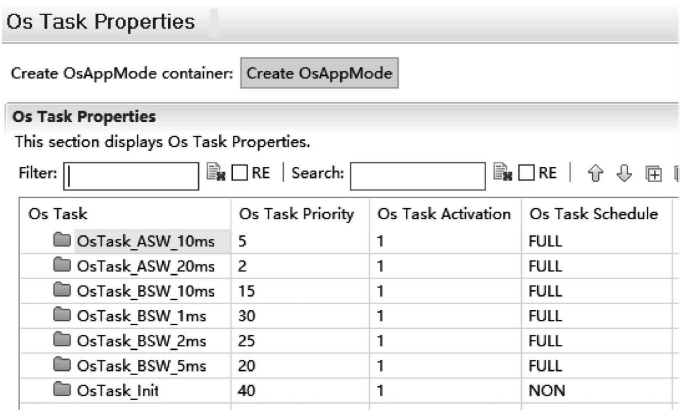 Os Task Properties
Create OsAppMode container: Create OsAppMode
Os Task Properties
This section displays Os Task Properties.
Filter: RE Search: RE
Os Task Os Task Priority Os Task Activation Os Task Schedule
OsTask_ASW_10ms 5 1 FULL
OsTask_ASW_20ms 2 1 FULL
OsTask_BSW_10ms 15 1 FULL
OsTask_BSW_1ms 30 1 FULL
OsTask_BSW_2ms 25 1 FULL
OsTask_BSW_5ms 20 1 FULL
OsTask_Init 40 1 NON